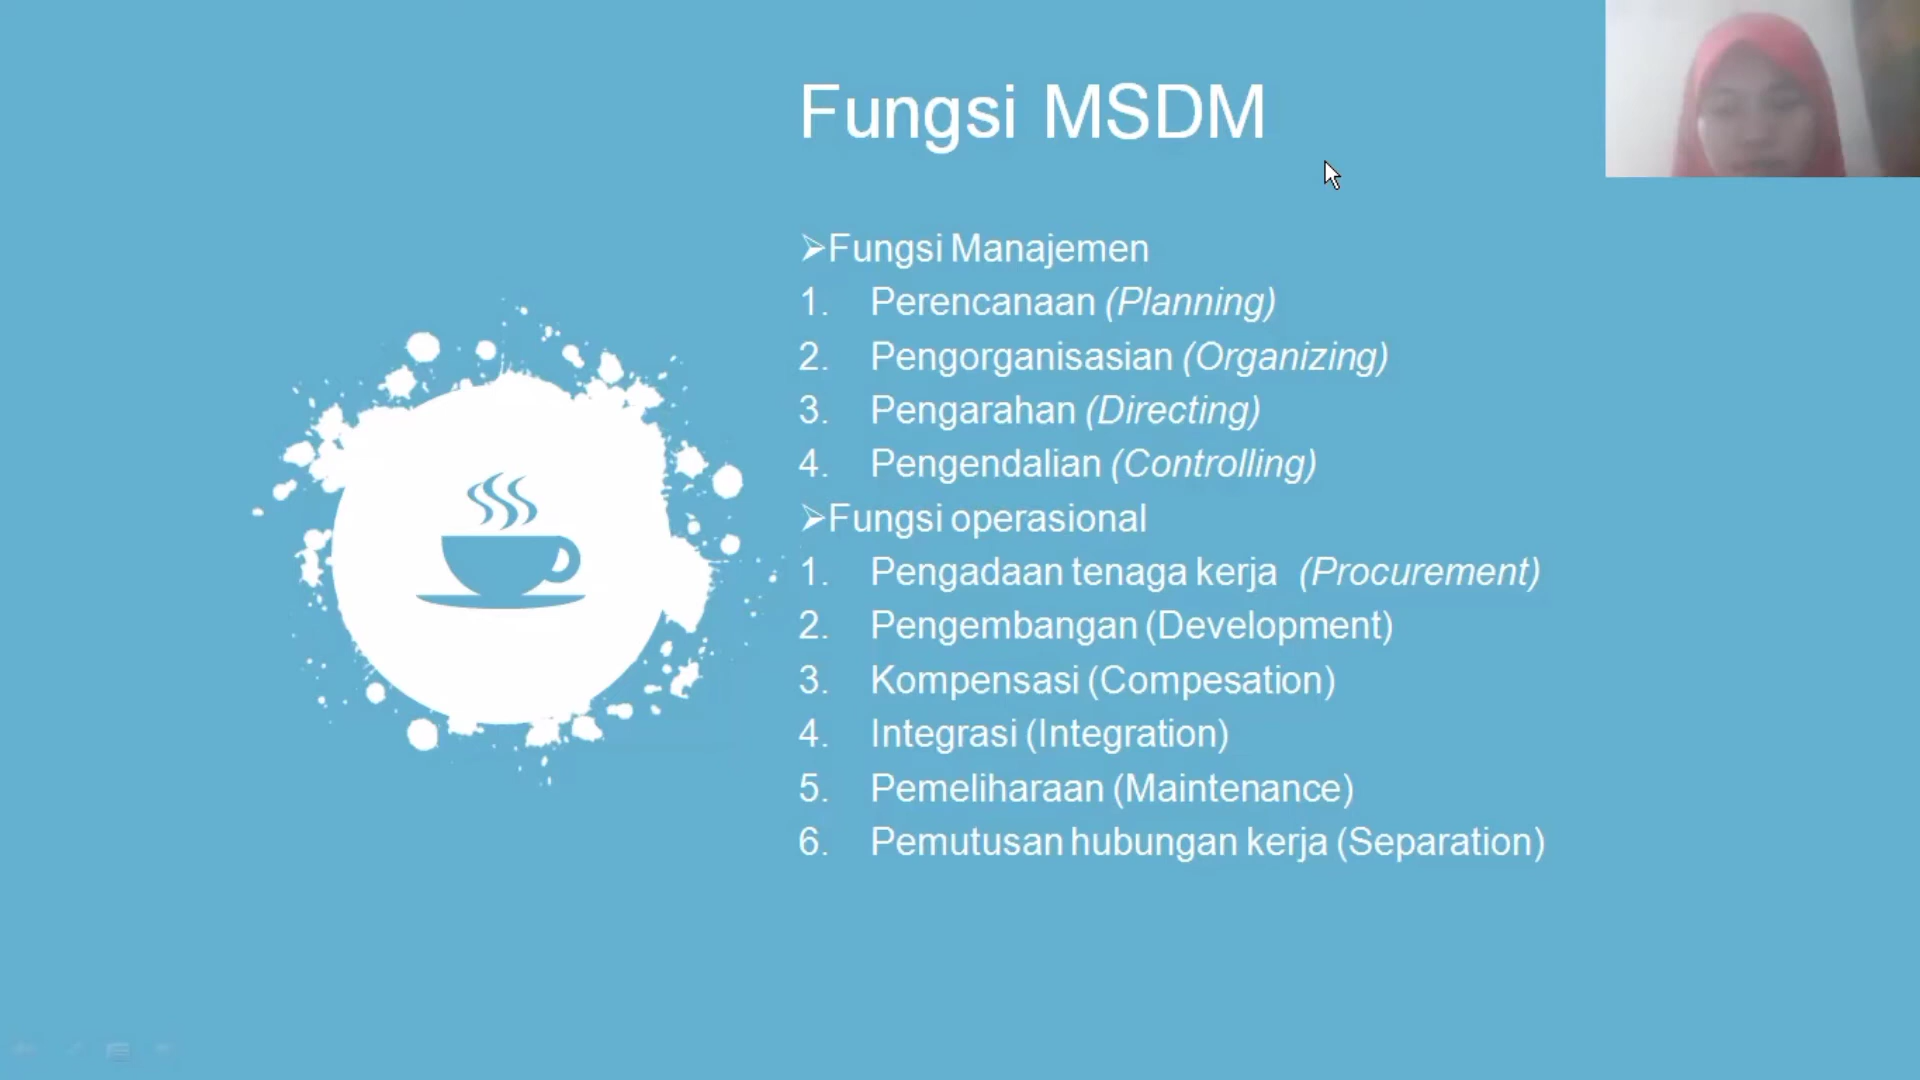 Fungsi MSDM
➢Fungsi Manajemen
1. Perencanaan (Planning)
2. Pengorganisasian (Organizing)
3. Pengarahan (Directing)
4. Pengendalian (Controlling)
➢Fungsi operasional
1. Pengadaan tenaga kerja (Procurement)
2. Pengembangan (Development)
3. Kompensasi (Compesation)
4. Integrasi (Integration)
5. Pemeliharaan (Maintenance)
6. Pemutusan hubungan kerja (Separation)